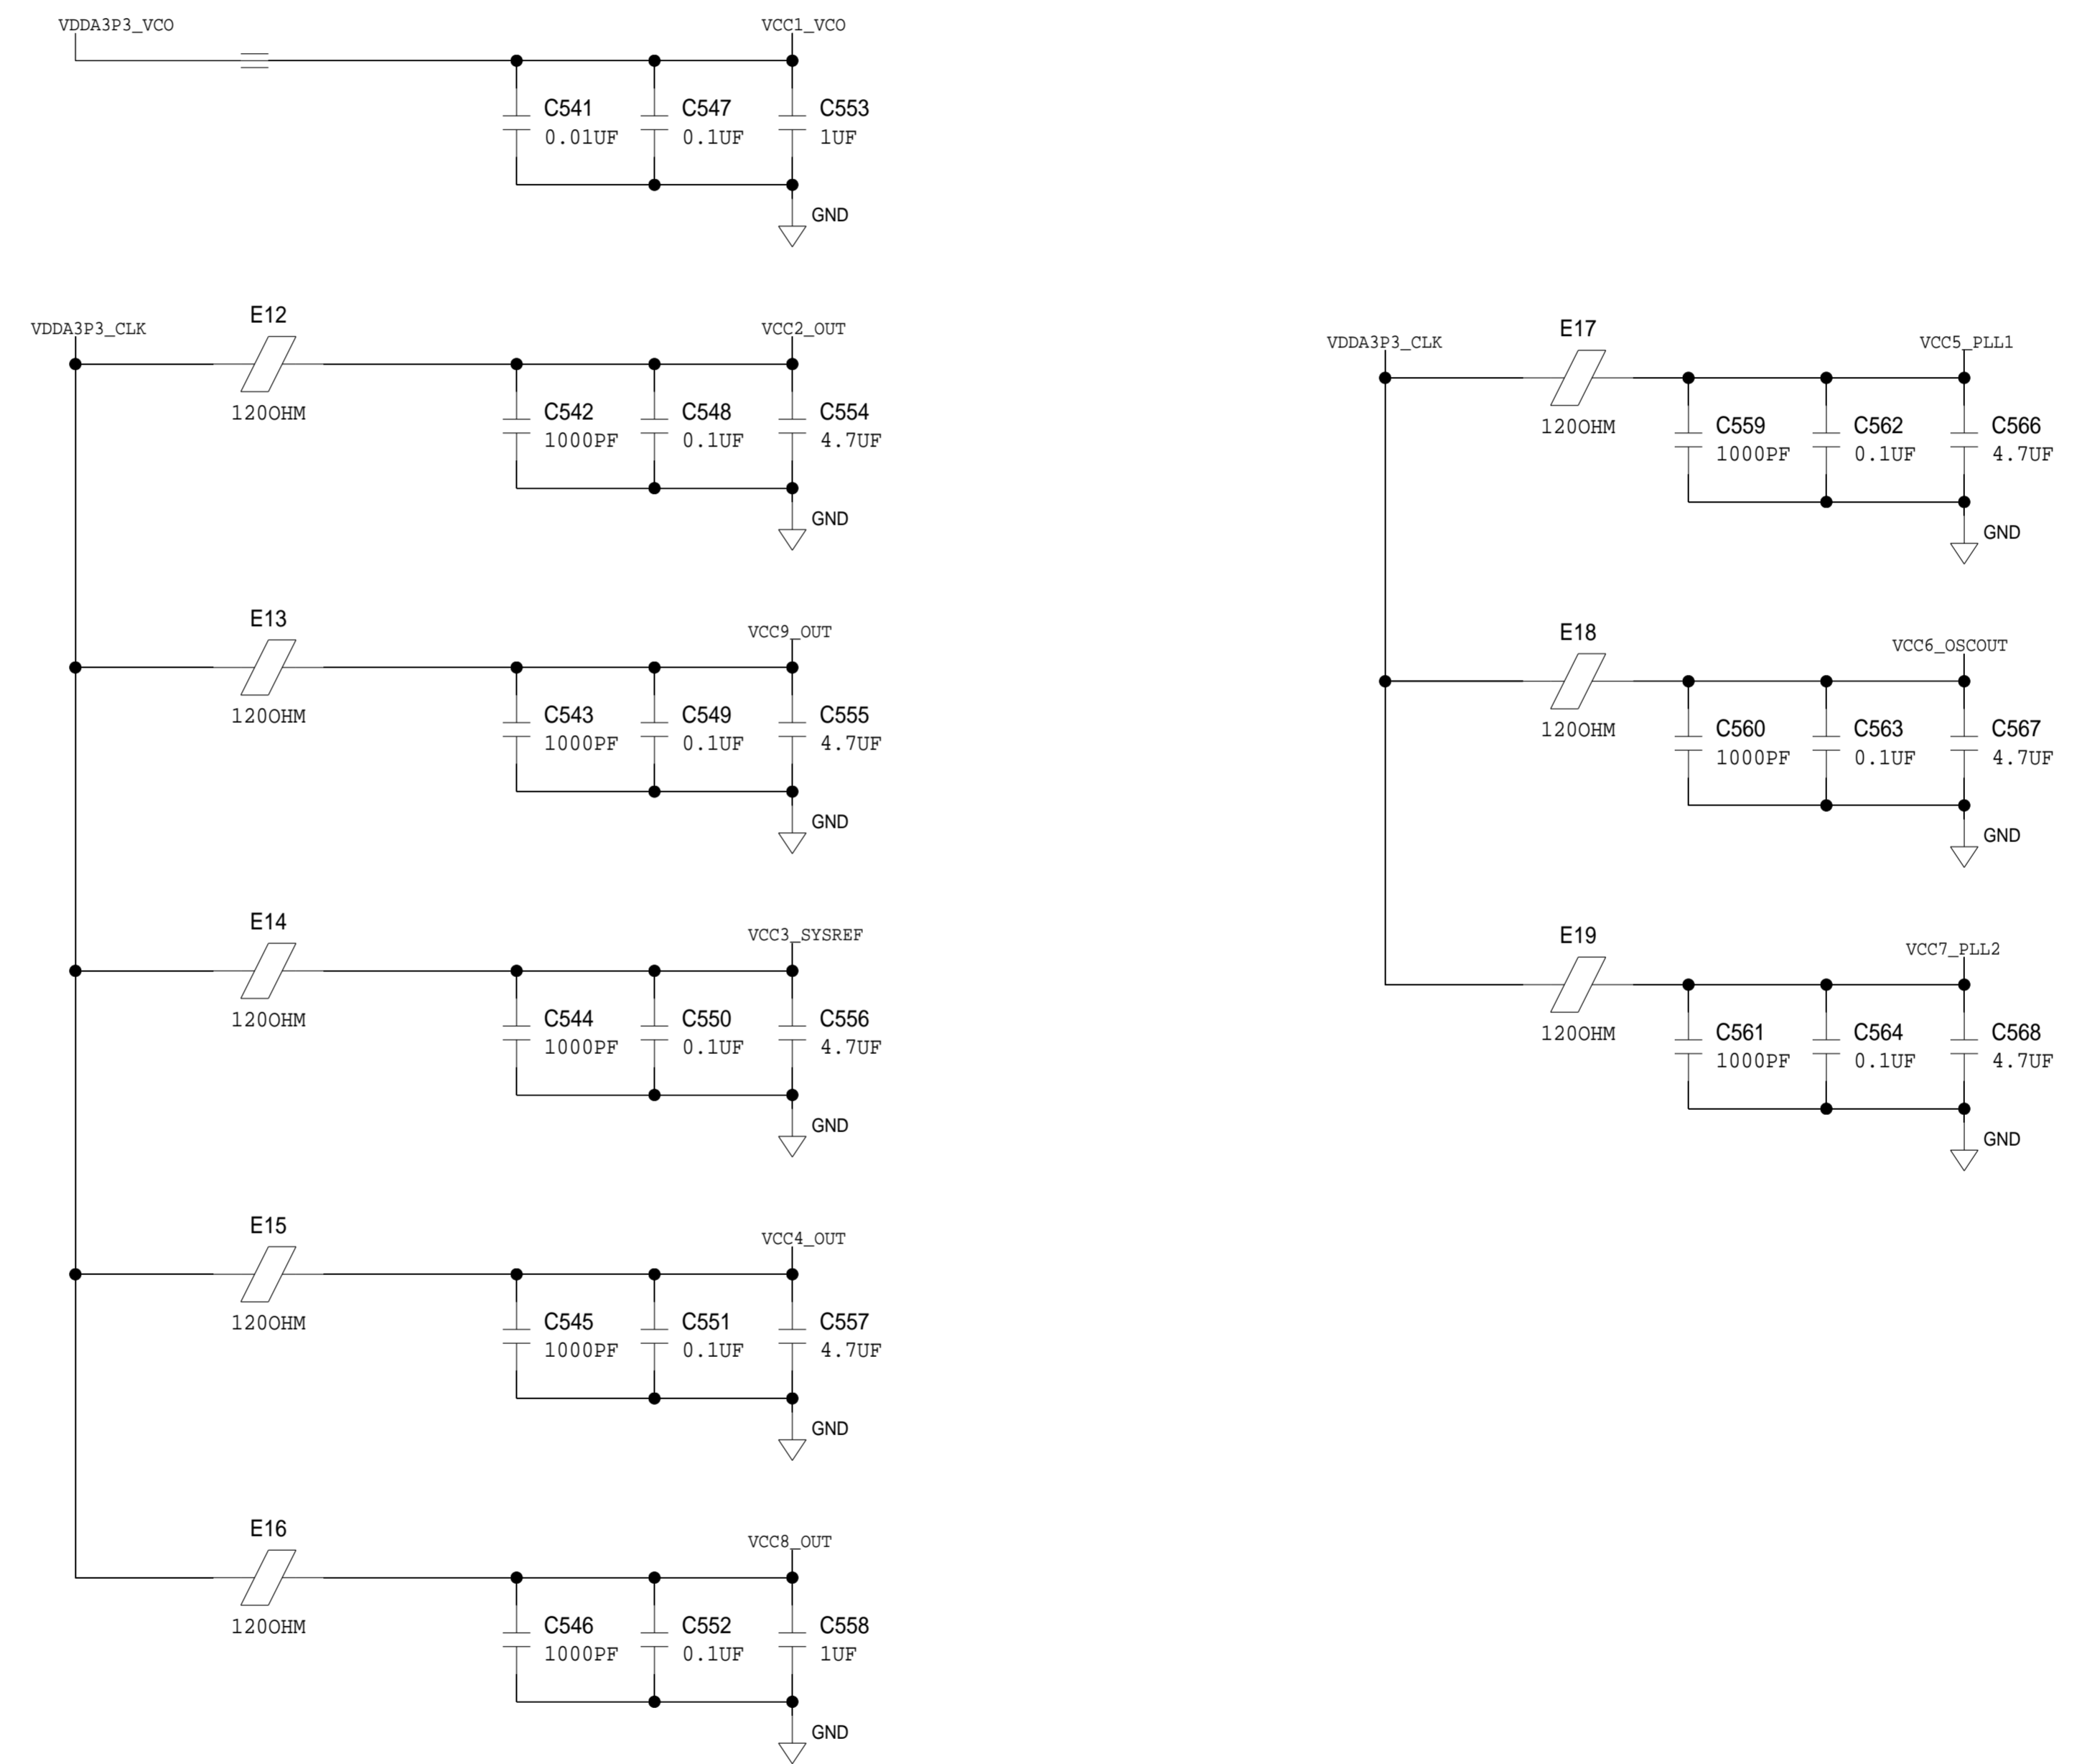 VDDA3P3_VCO
VCC1_VCO
C541
0.01UF
C547
0.1UF
C553
1UF
GND
VDDA3P3_CLK
E12
120OHM
VCC2_OUT
C542
1000PF
C548
0.1UF
C554
4.7UF
GND
E13
120OHM
VCC9_OUT
C543
1000PF
C549
0.1UF
C555
4.7UF
GND
E14
120OHM
VCC3_SYSREF
C544
1000PF
C550
0.1UF
C556
4.7UF
GND
E15
120OHM
VCC4_OUT
C545
1000PF
C551
0.1UF
C557
4.7UF
GND
E16
120OHM
VCC8_OUT
C546
1000PF
C552
0.1UF
C558
1UF
GND
VDDA3P3_CLK
E17
120OHM
VCC5_PLL1
C559
1000PF
C562
0.1UF
C566
4.7UF
GND
E18
120OHM
VCC6_OSCOUT
C560
1000PF
C563
0.1UF
C567
4.7UF
GND
E19
120OHM
VCC7_PLL2
C561
1000PF
C564
0.1UF
C568
4.7UF
GND